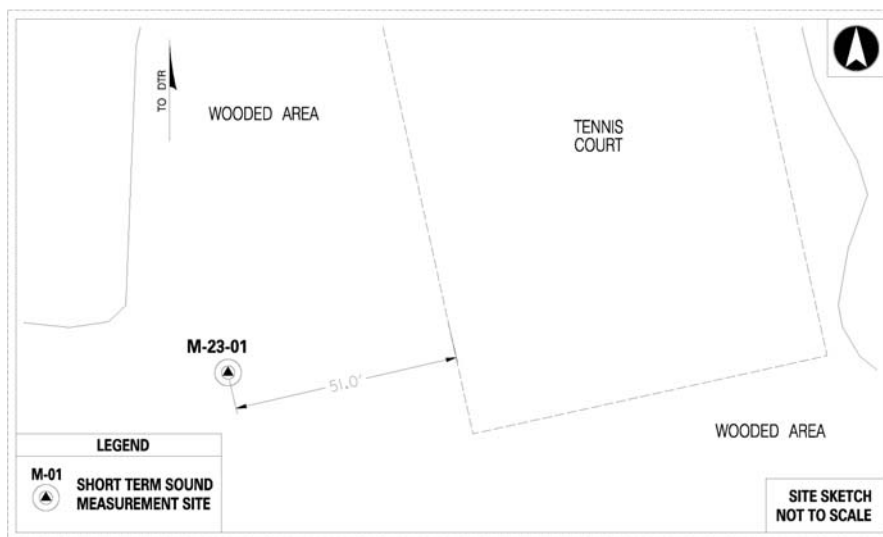 TO DTR
WOODED AREA
TENNIS
COURT
M-23-01
51.0'
WOODED AREA
LEGEND
M-01
SHORT TERM SOUND
MEASUREMENT SITE
SITE SKETCH
NOT TO SCALE